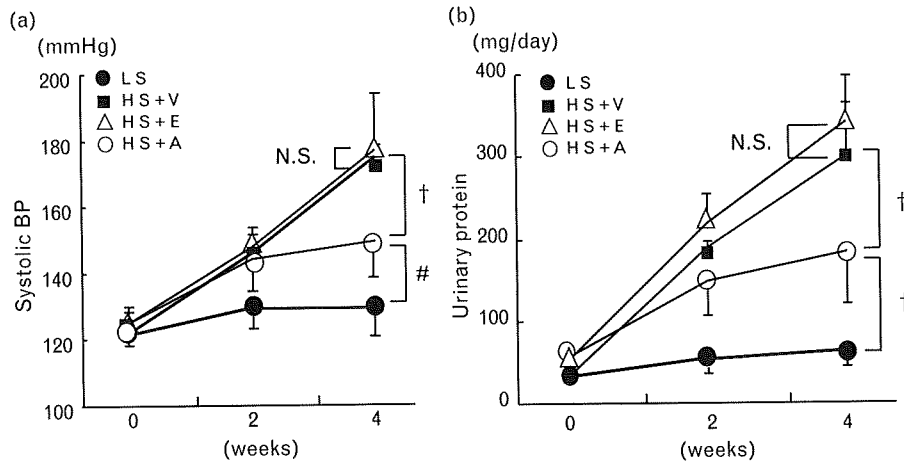 (a)
(mmHg)
200
180
160
140
120
100
Systolic BP
LS
HS+V
HS+E
HS+A
N.S.
†
#
0 2 4
(weeks)
(b)
(mg/day)
400
300
200
100
0
Urinary protein
LS
HS+V
HS+E
HS+A
N.S.
0 2 4
(weeks)